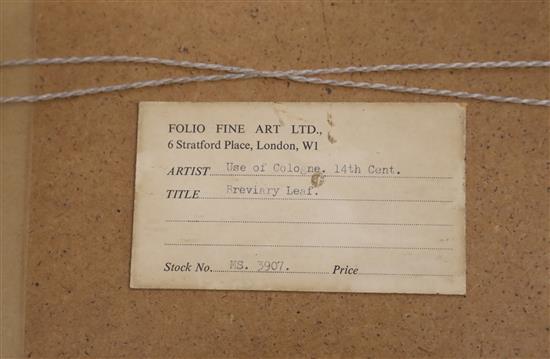 FOLIO FINE ART LTD.,
6 Stratford Place, London, W1
ARTIST Use of Cologne. 14th Cent.
TITLE Breviary Leaf.
Stock No. MS. 3907. Price